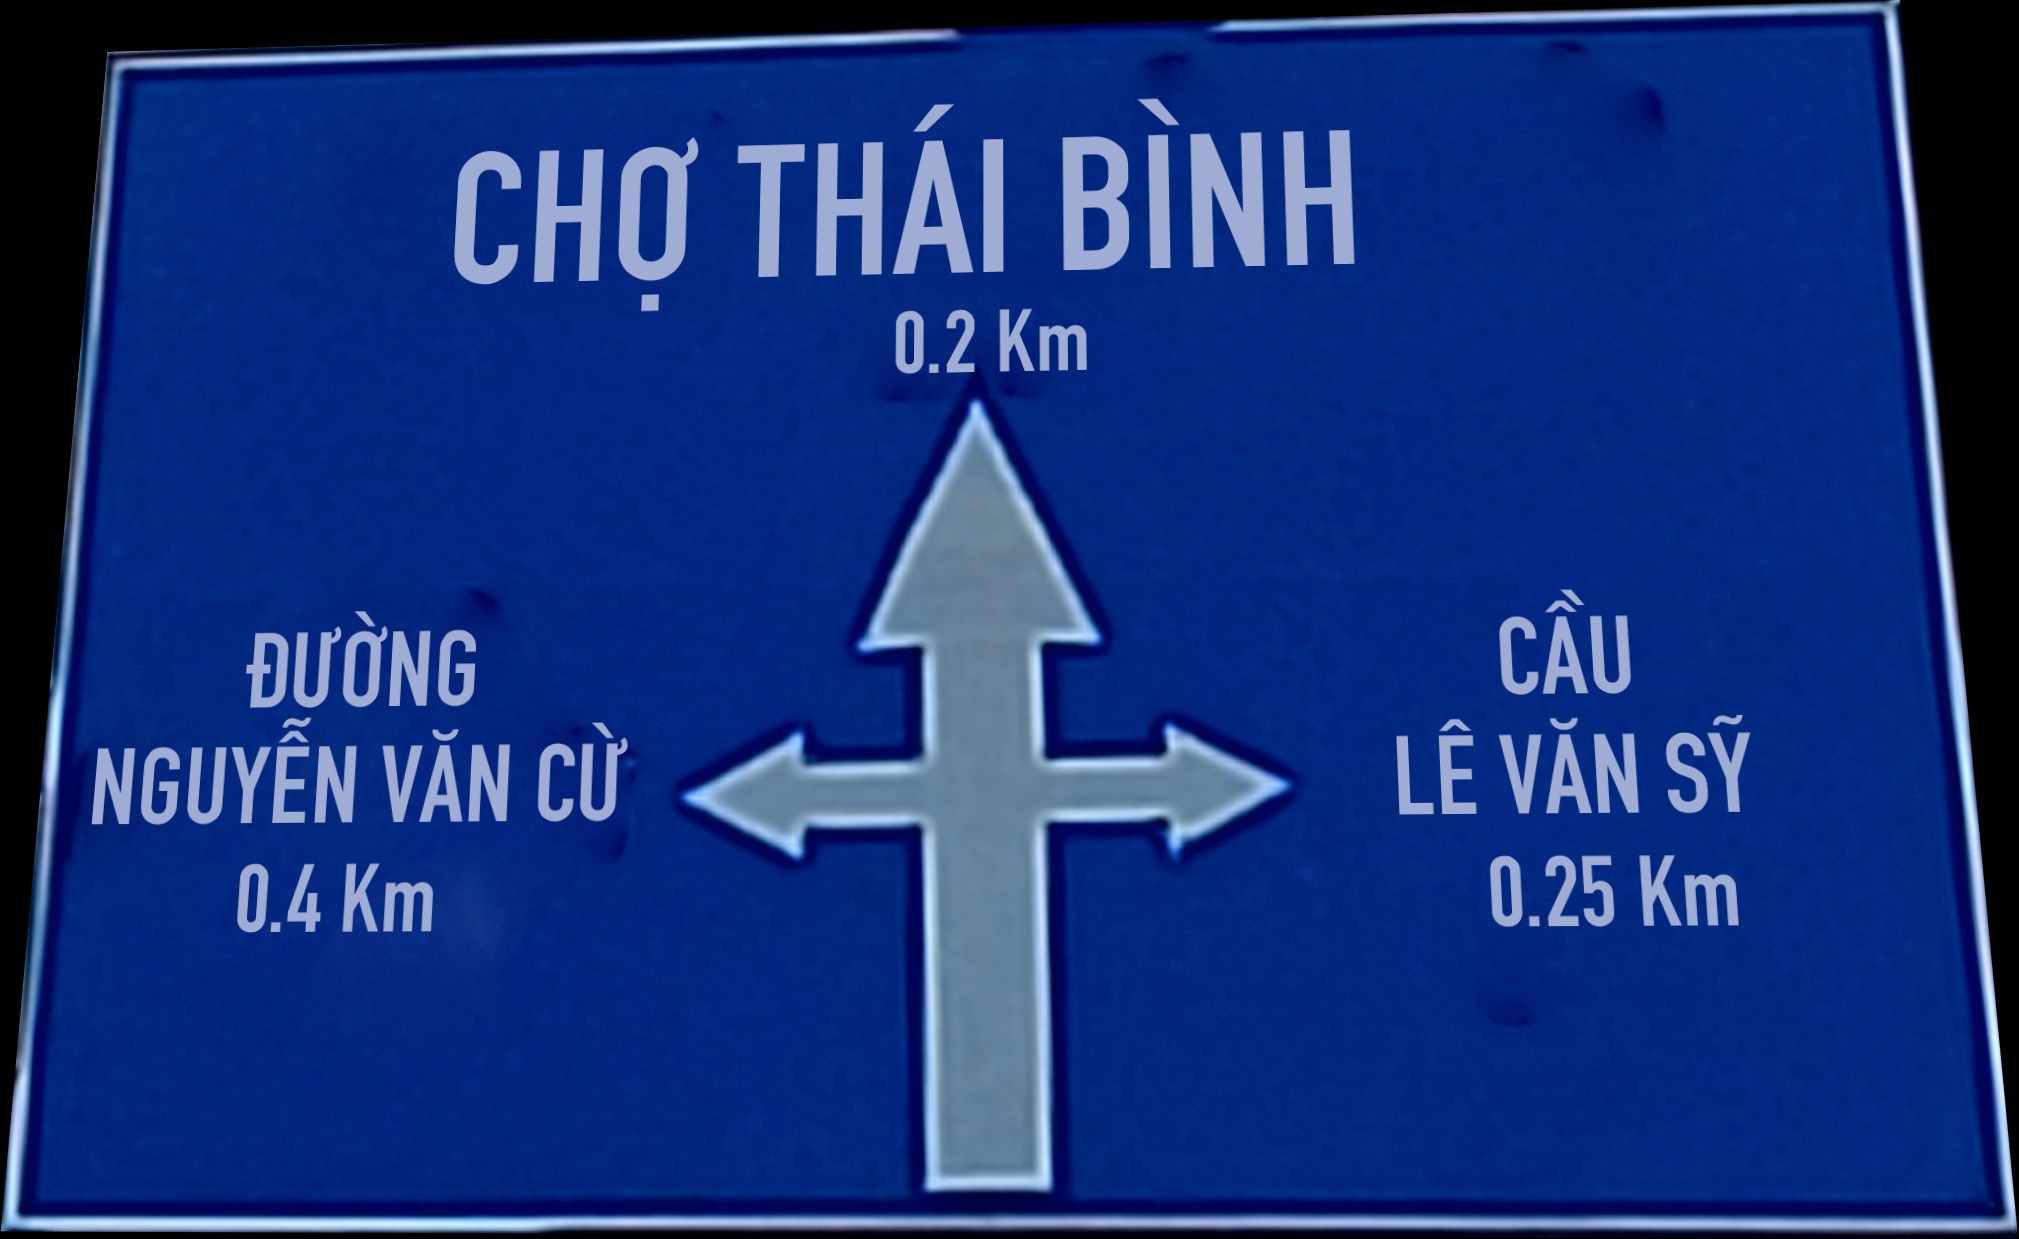 CHỢ THÁI BÌNH
0.2 Km
ĐƯỜNG
NGUYỄN VĂN CỪ
0.4 Km
CẦU
LÊ VĂN SỸ
0.25 Km